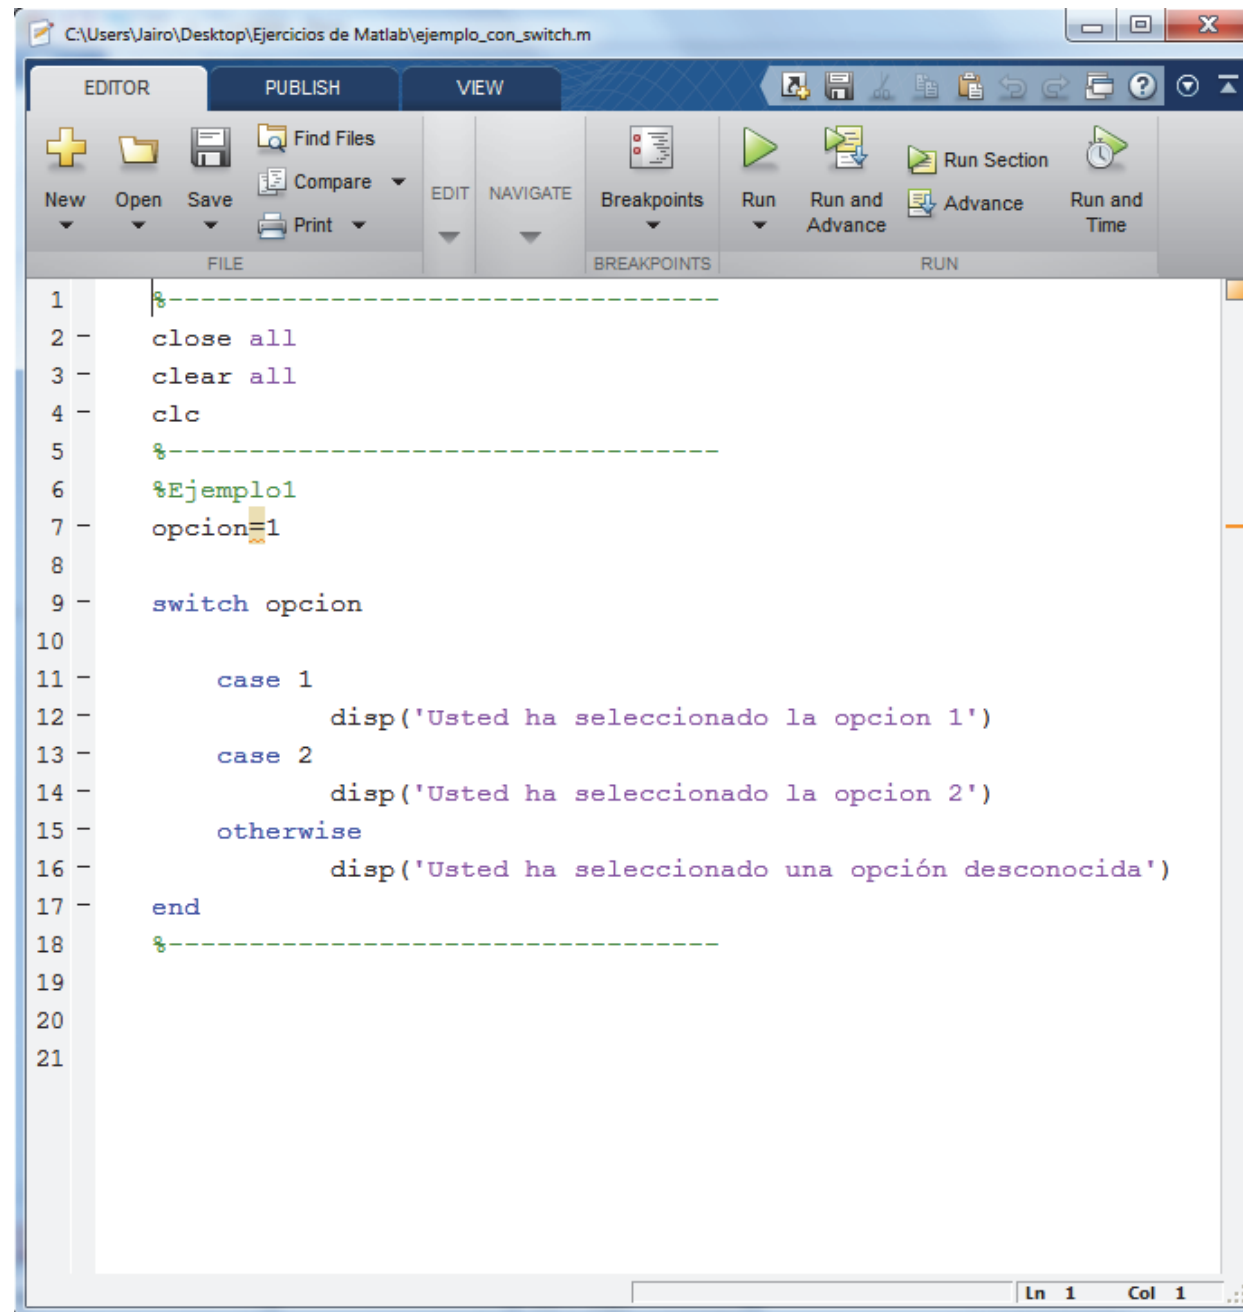 C:\Users\Jairo\Desktop\Ejercicios de Matlab\ejemplo_con_switch.m
EDITOR PUBLISH VIEW
New Open Save Find Files Compare Print
EDIT NAVIGATE Breakpoints Run Run and Advance Run Section Advance Run and Time
FILE BREAKPOINTS RUN
1 %----------------------------------
2 - close all
3 - clear all
4 - clc
5 %----------------------------------
6 %Ejemplo1
7 - opcion=1
8
9 - switch opcion
10
11 - case 1
12 - disp('Usted ha seleccionado la opcion 1')
13 - case 2
14 - disp('Usted ha seleccionado la opcion 2')
15 - otherwise
16 - disp('Usted ha seleccionado una opción desconocida')
17 - end
18 %----------------------------------
19
20
21
Ln 1 Col 1